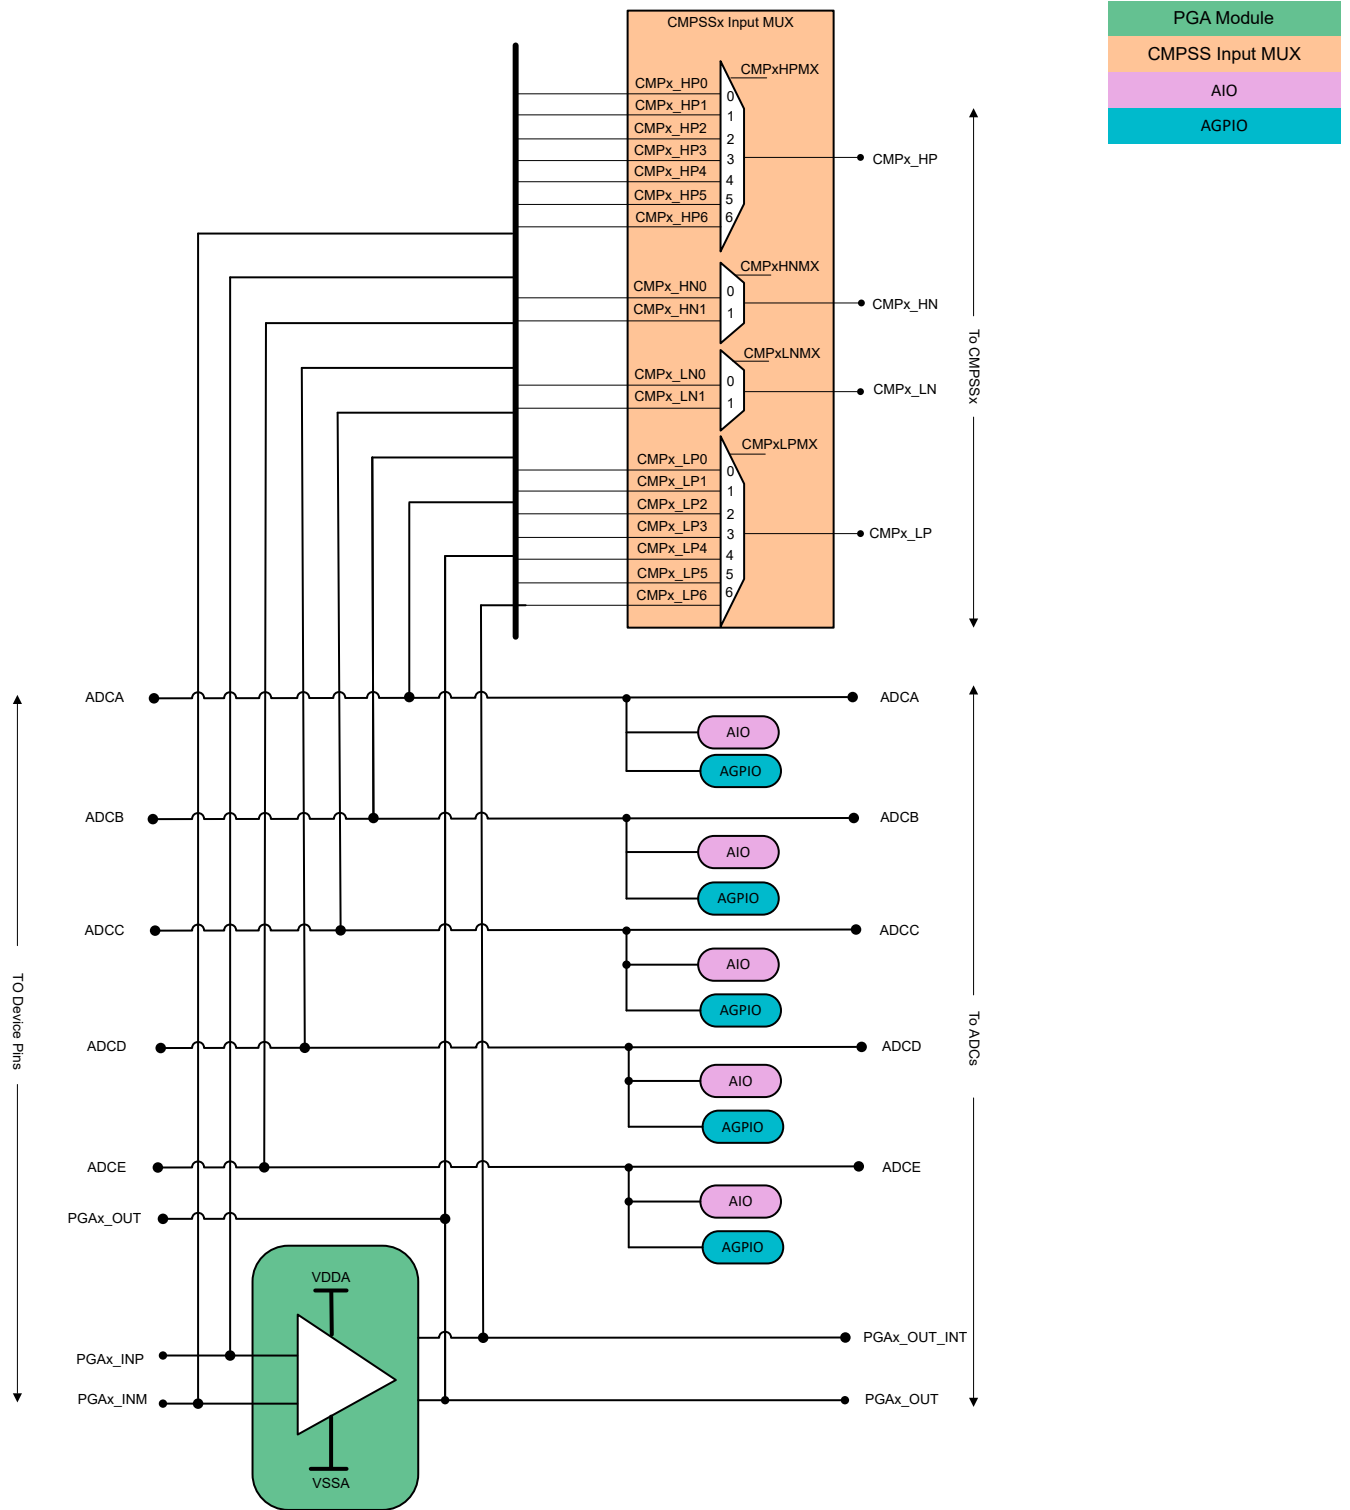 CMPSSx Input MUX
PGA Module
CMPSS Input MUX
AIO
AGPIO
CMPxHPMX
CMPx_HP0
0
CMPx_HP1
1
CMPx_HP2
2
CMPx_HP3
3
CMPx_HP4
4
CMPx_HP5
5
CMPx_HP6
6
CMPx_HP
CMPxHNMX
CMPx_HN0
0
CMPx_HN1
1
CMPx_HN
CMPxLNMX
CMPx_LN0
0
CMPx_LN1
1
CMPx_LN
CMPxLPMX
CMPx_LP0
0
CMPx_LP1
1
CMPx_LP2
2
CMPx_LP3
3
CMPx_LP4
4
CMPx_LP5
5
CMPx_LP6
6
CMPx_LP
To CMPSSx
ADCA
ADCA
AIO
AGPIO
ADCB
ADCB
AIO
AGPIO
ADCC
ADCC
AIO
AGPIO
TO Device Pins
To ADCs
ADCD
ADCD
AIO
AGPIO
ADCE
ADCE
AIO
AGPIO
PGAx_OUT
VDDA
PGAx_INP
PGAx_INM
VSSA
PGAx_OUT_INT
PGAx_OUT